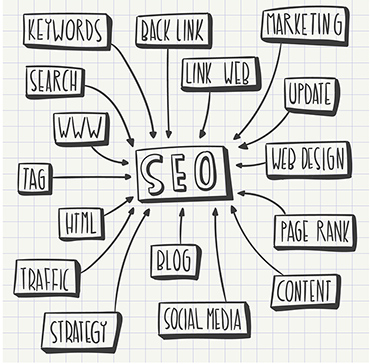 KEYWORDS
BACK LINK
MARKETING
SEARCH
LINK WEB
UPDATE
WWW
SEO
WEB DESIGN
TAG
HTML
PAGE RANK
BLOG
TRAFFIC
CONTENT
STRATEGY
SOCIAL MEDIA